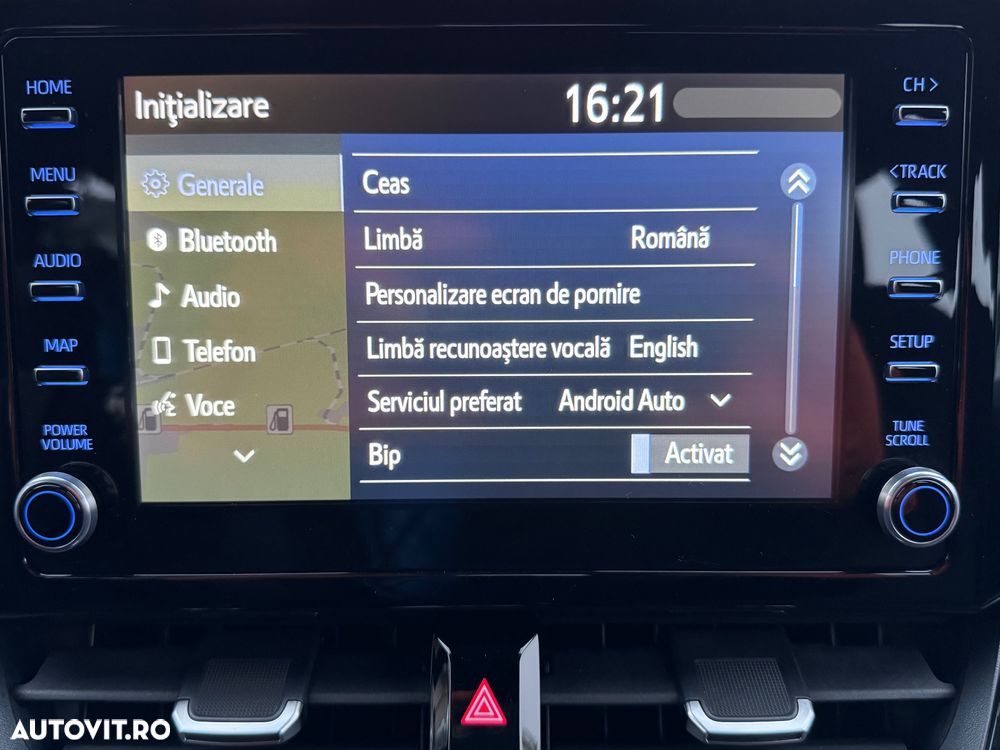 HOME
MENU
AUDIO
MAP
POWER
VOLUME
Iniţializare
16:21
Generale
Bluetooth
Audio
Telefon
Voce
Ceas
Limbă Română
Personalizare ecran de pornire
Limbă recunoaştere vocală English
Serviciul preferat Android Auto
Bip Activat
CH >
<TRACK
PHONE
SETUP
TUNE
SCROLL
AUTOVIT.RO